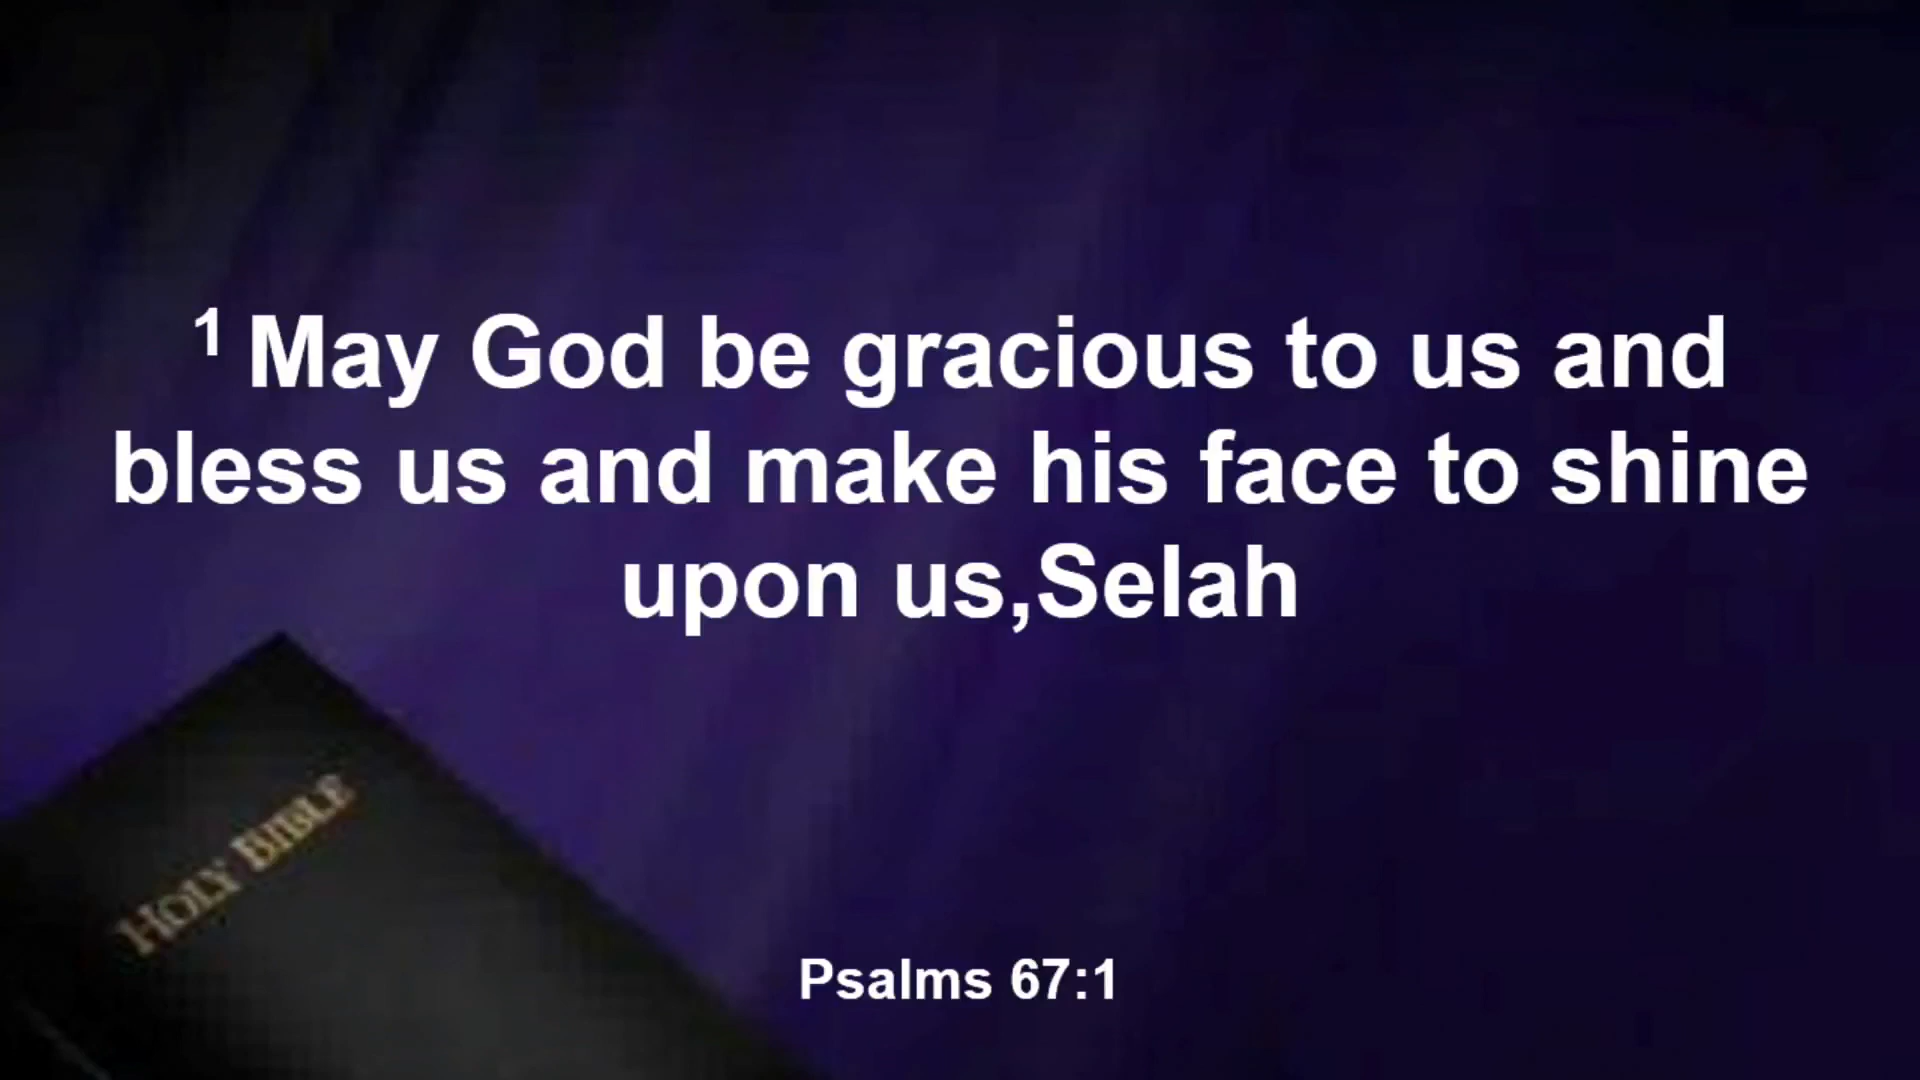 1 May God be gracious to us and
bless us and make his face to shine
upon us,Selah
HOLY BIBLE
Psalms 67:1